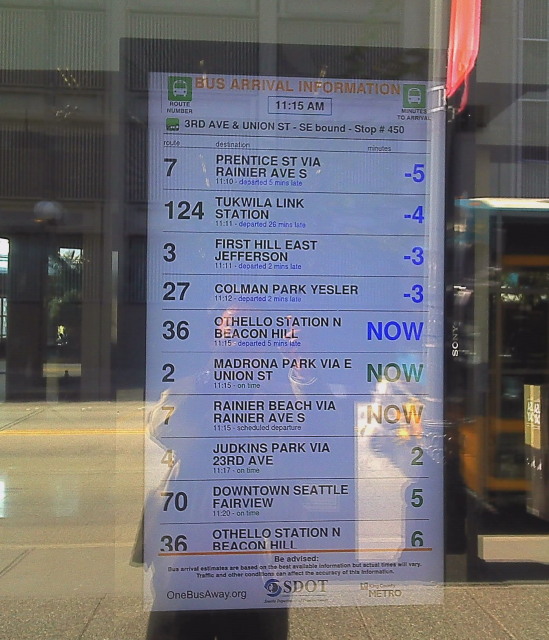 BUS ARRIVAL INFORMATION
ROUTE NUMBER
11:15 AM
MINUTES TO ARRIVAL
3RD AVE & UNION ST - SE bound - Stop # 450
route destination minutes
7 PRENTICE ST VIA RAINIER AVE S -5
11:10 - departed 5 mins late
124 TUKWILA LINK STATION -4
11:11 - departed 26 mins late
3 FIRST HILL EAST JEFFERSON -3
11:11 - departed 2 mins late
27 COLMAN PARK YESLER -3
11:12 - departed 2 mins late
36 OTHELLO STATION N BEACON HILL NOW
11:15 - departed 5 mins late
2 MADRONA PARK VIA E UNION ST NOW
11:15 - on time
7 RAINIER BEACH VIA RAINIER AVE S NOW
11:15 - scheduled departure
4 JUDKINS PARK VIA 23RD AVE 2
11:17 - on time
70 DOWNTOWN SEATTLE FAIRVIEW 5
11:20 - on time
36 OTHELLO STATION N BEACON HILL 6
Be advised:
Bus arrival estimates are based on the best available information but actual times will vary.
Traffic and other conditions can affect the accuracy of this information.
OneBusAway.org
SDOT
King County METRO
SONY